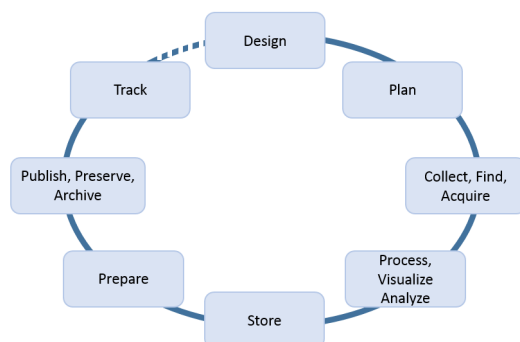 Design
Plan
Collect, Find,
Acquire
Process,
Visualize
Analyze
Store
Prepare
Publish, Preserve,
Archive
Track